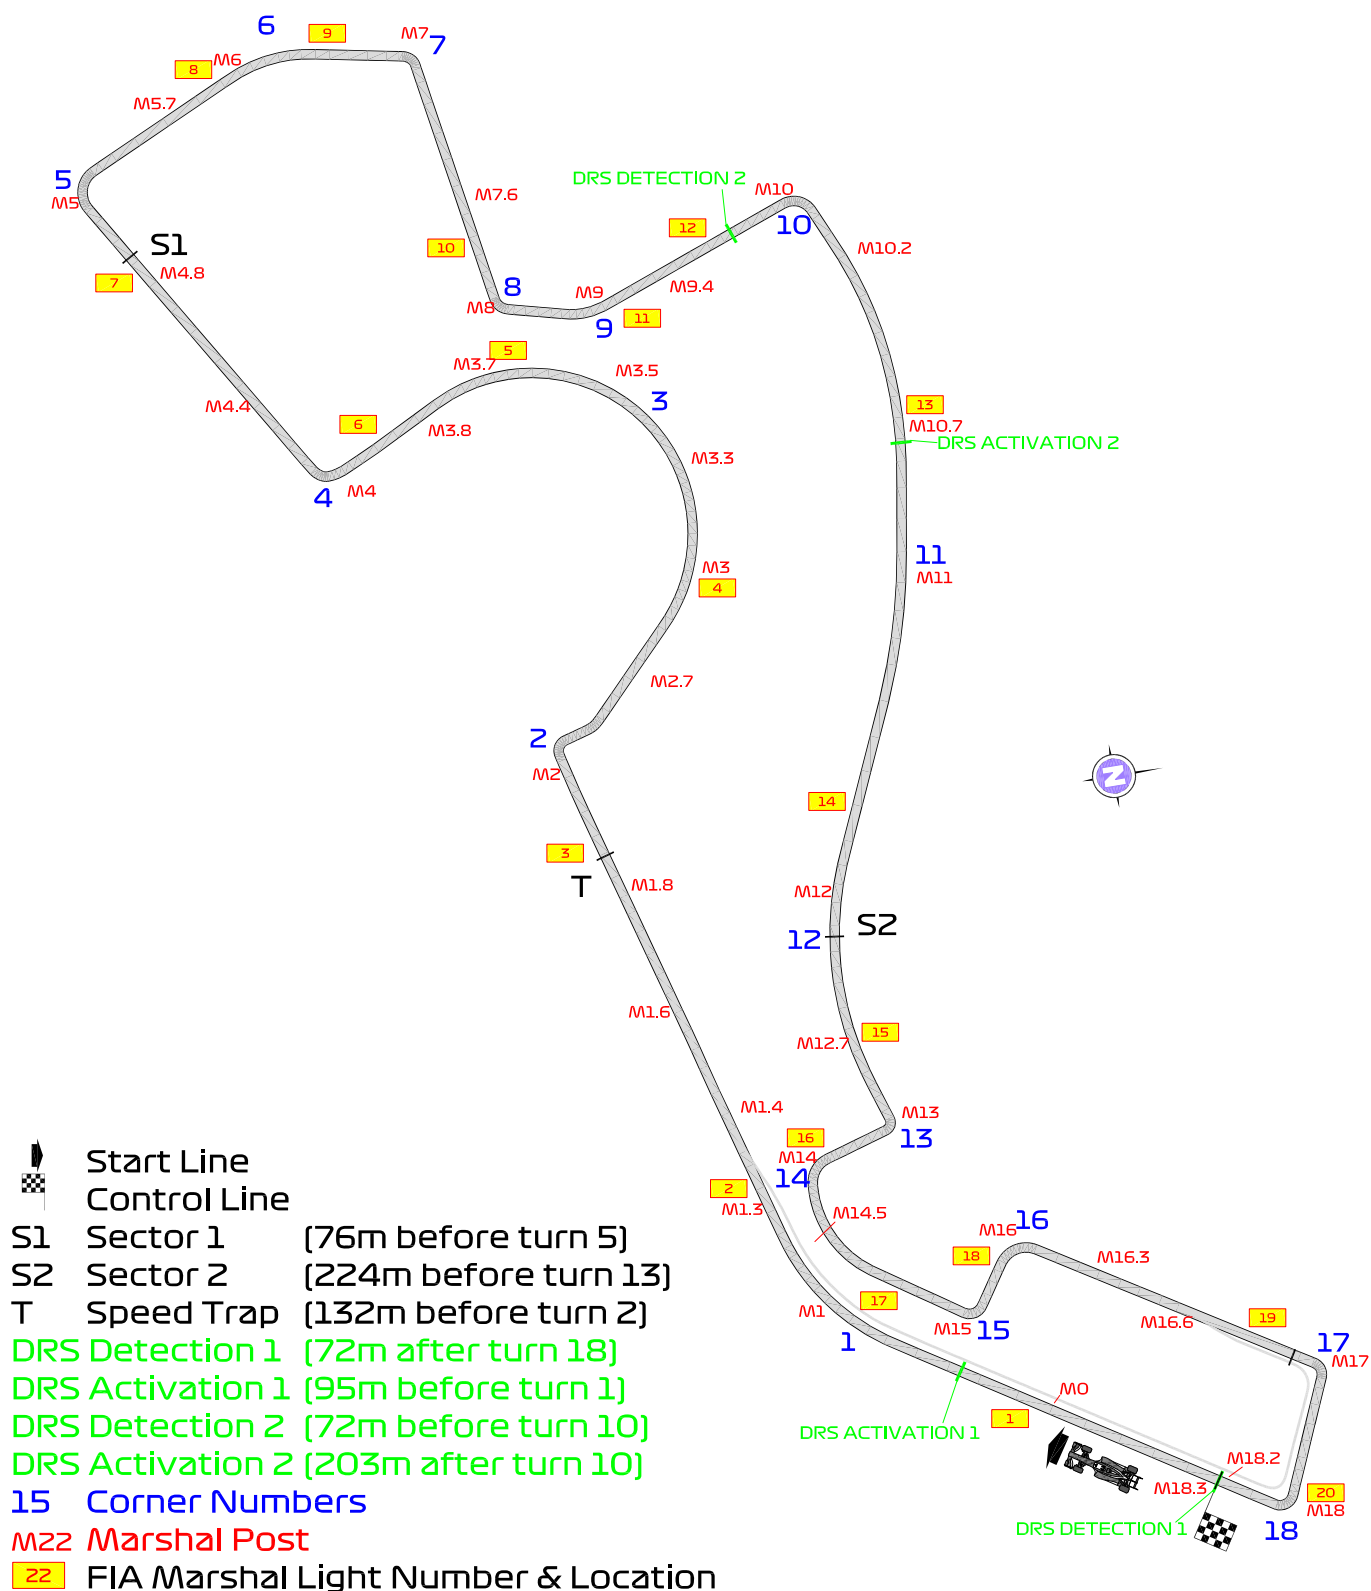 6
9
M7
7
M6
8
M5.7
5
M5
S1
M4.8
7
M7.6
10
DRS DETECTION 2
M10
12
10
M10.2
8
M8
M9
M9.4
9
11
5
M3.7
M3.5
3
M4.4
6
M3.8
4
M4
M3.3
13
M10.7
DRS ACTIVATION 2
11
M11
M3
4
M2.7
2
M2
N
14
3
T
M1.8
M12
12
S2
M1.6
15
M12.7
M1.4
M13
13
16
M14
14
2
M1.3
M14.5
M16
16
18
M16.3
17
M1
1
M15
15
M16.6
19
17
M17
M0
1
DRS ACTIVATION 1
M18.2
M18.3
20
M18
18
DRS DETECTION 1
Start Line
Control Line
S1 Sector 1 (76m before turn 5)
S2 Sector 2 (224m before turn 13)
T Speed Trap (132m before turn 2)
DRS Detection 1 (72m after turn 18)
DRS Activation 1 (95m before turn 1)
DRS Detection 2 (72m before turn 10)
DRS Activation 2 (203m after turn 10)
15 Corner Numbers
M22 Marshal Post
22 FIA Marshal Light Number & Location